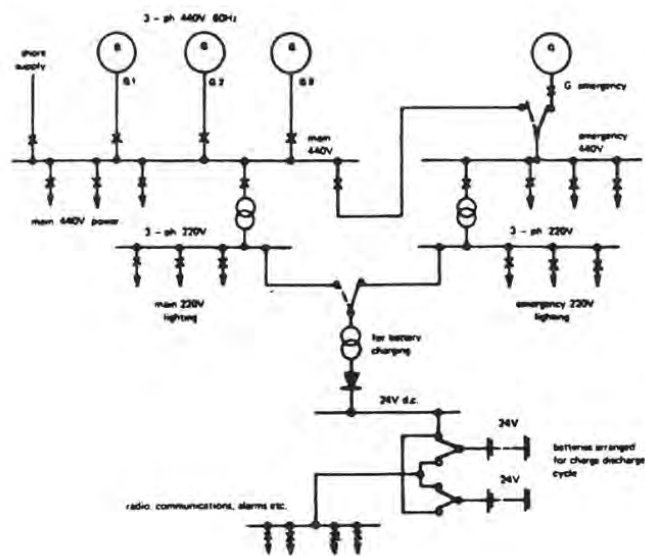 3 - ph 440V 60Hz
shore
supply
G
G
G
G
G.1
G.2
G.3
G emergency
main
440V
emergency
440V
main 440V power
3 - ph 220V
3 - ph 220V
main 220V
lighting
emergency 220V
lighting
for battery
charging
24V d.c.
24V
batteries arranged
for charge discharge
cycle
24V
radio, communications, alarms etc.